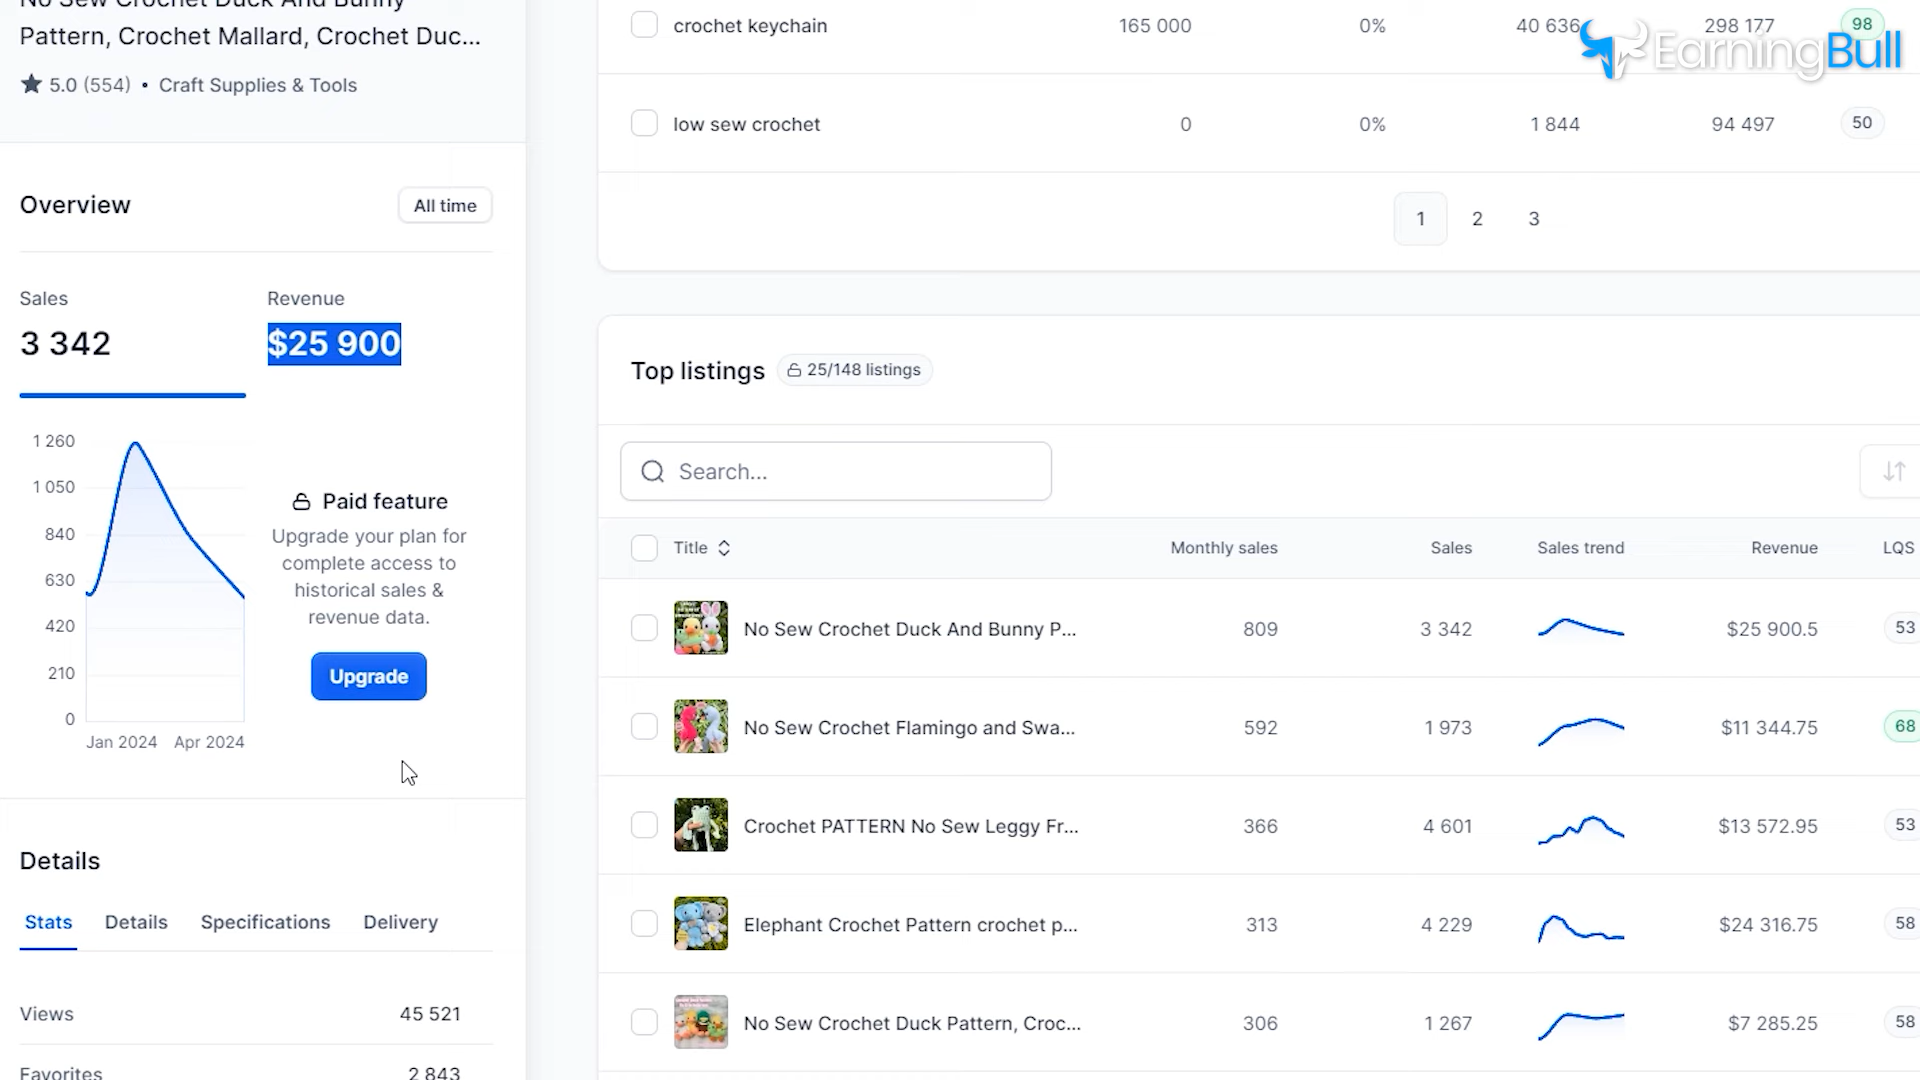 No Sew Crochet Duck And Bunny
Pattern, Crochet Mallard, Crochet Duc...
5.0 (554) • Craft Supplies & Tools
Overview
All time
Sales
3 342
Revenue
$25 900
1 260
1 050
840
630
420
210
0
Jan 2024 Apr 2024
Paid feature
Upgrade your plan for
complete access to
historical sales &
revenue data.
Upgrade
Details
Stats Details Specifications Delivery
Views 45 521
Favorites 2 843
crochet keychain 165 000 0% 40 636 298 177 98
EarningBull
low sew crochet 0 0% 1 844 94 497 50
1 2 3
Top listings 25/148 listings
Search...
Title Monthly sales Sales Sales trend Revenue LQS
No Sew Crochet Duck And Bunny P... 809 3 342 $25 900.5 53
No Sew Crochet Flamingo and Swa... 592 1 973 $11 344.75 68
Crochet PATTERN No Sew Leggy Fr... 366 4 601 $13 572.95 53
Elephant Crochet Pattern crochet p... 313 4 229 $24 316.75 58
No Sew Crochet Duck Pattern, Croc... 306 1 267 $7 285.25 58